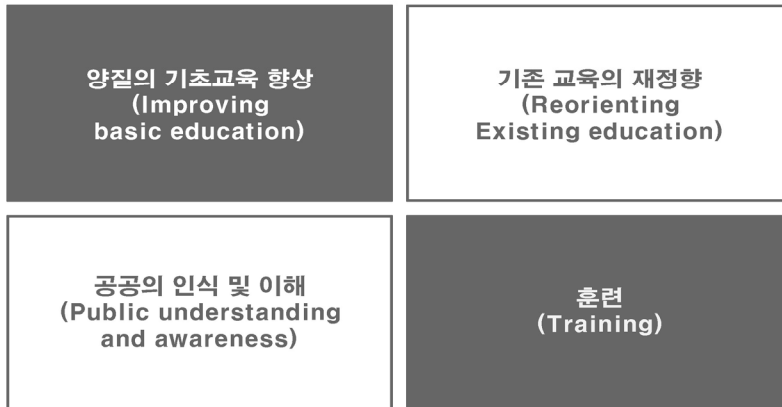 양질의 기초교육 향상
(Improving
basic education)
기존 교육의 재정향
(Reorienting
Existing education)
공공의 인식 및 이해
(Public understanding
and awareness)
훈련
(Training)